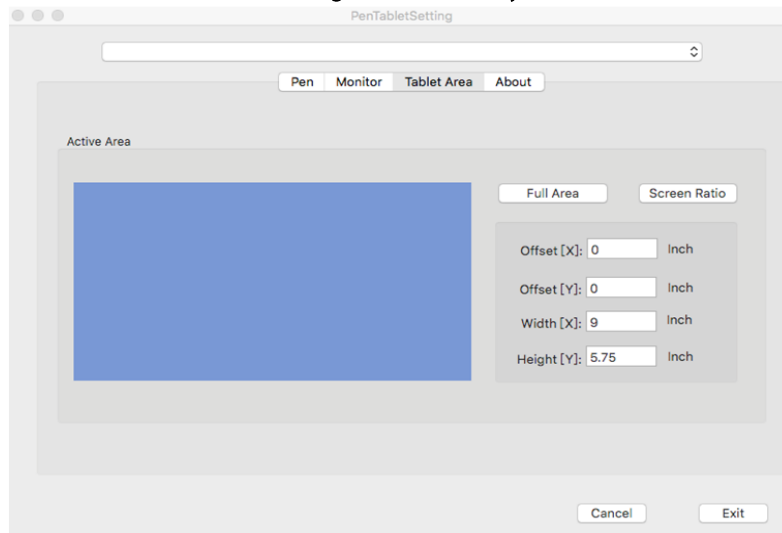 PenTabletSetting
Pen Monitor Tablet Area About
Active Area
Full Area Screen Ratio
Offset [X]: 0 Inch
Offset [Y]: 0 Inch
Width [X]: 9 Inch
Height [Y]: 5.75 Inch
Cancel Exit